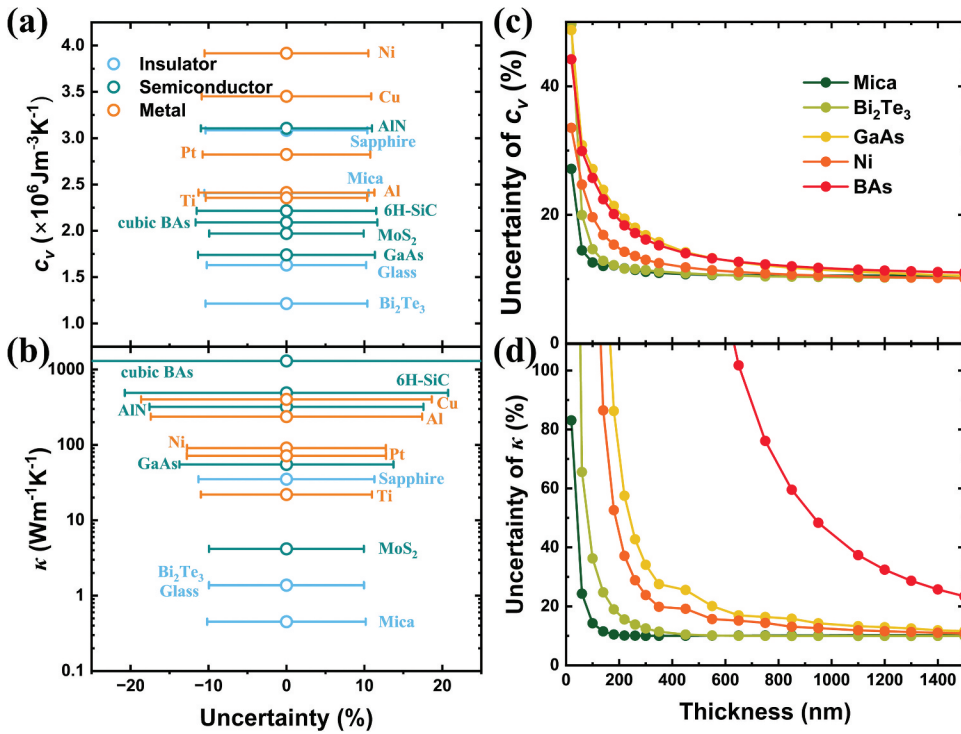 (a)
4.0
3.5
3.0
2.5
2.0
1.5
1.0
c_v (×10⁶Jm⁻³K⁻¹)
Insulator
Semiconductor
Metal
Ni
Cu
AlN
Sapphire
Pt
Mica
Al
Ti
6H-SiC
cubic BAs
MoS₂
GaAs
Glass
Bi₂Te₃
(b)
1000
100
10
1
0.1
κ (Wm⁻¹K⁻¹)
cubic BAs
6H-SiC
Cu
AlN
Al
Ni
Pt
GaAs
Sapphire
Ti
MoS₂
Bi₂Te₃
Glass
Mica
−20 −10 0 10 20
Uncertainty (%)
(c)
40
20
0
Uncertainty of c_v (%)
Mica
Bi₂Te₃
GaAs
Ni
BAs
(d)
100
80
60
40
20
0
Uncertainty of κ (%)
0 200 400 600 800 1000 1200 1400
Thickness (nm)